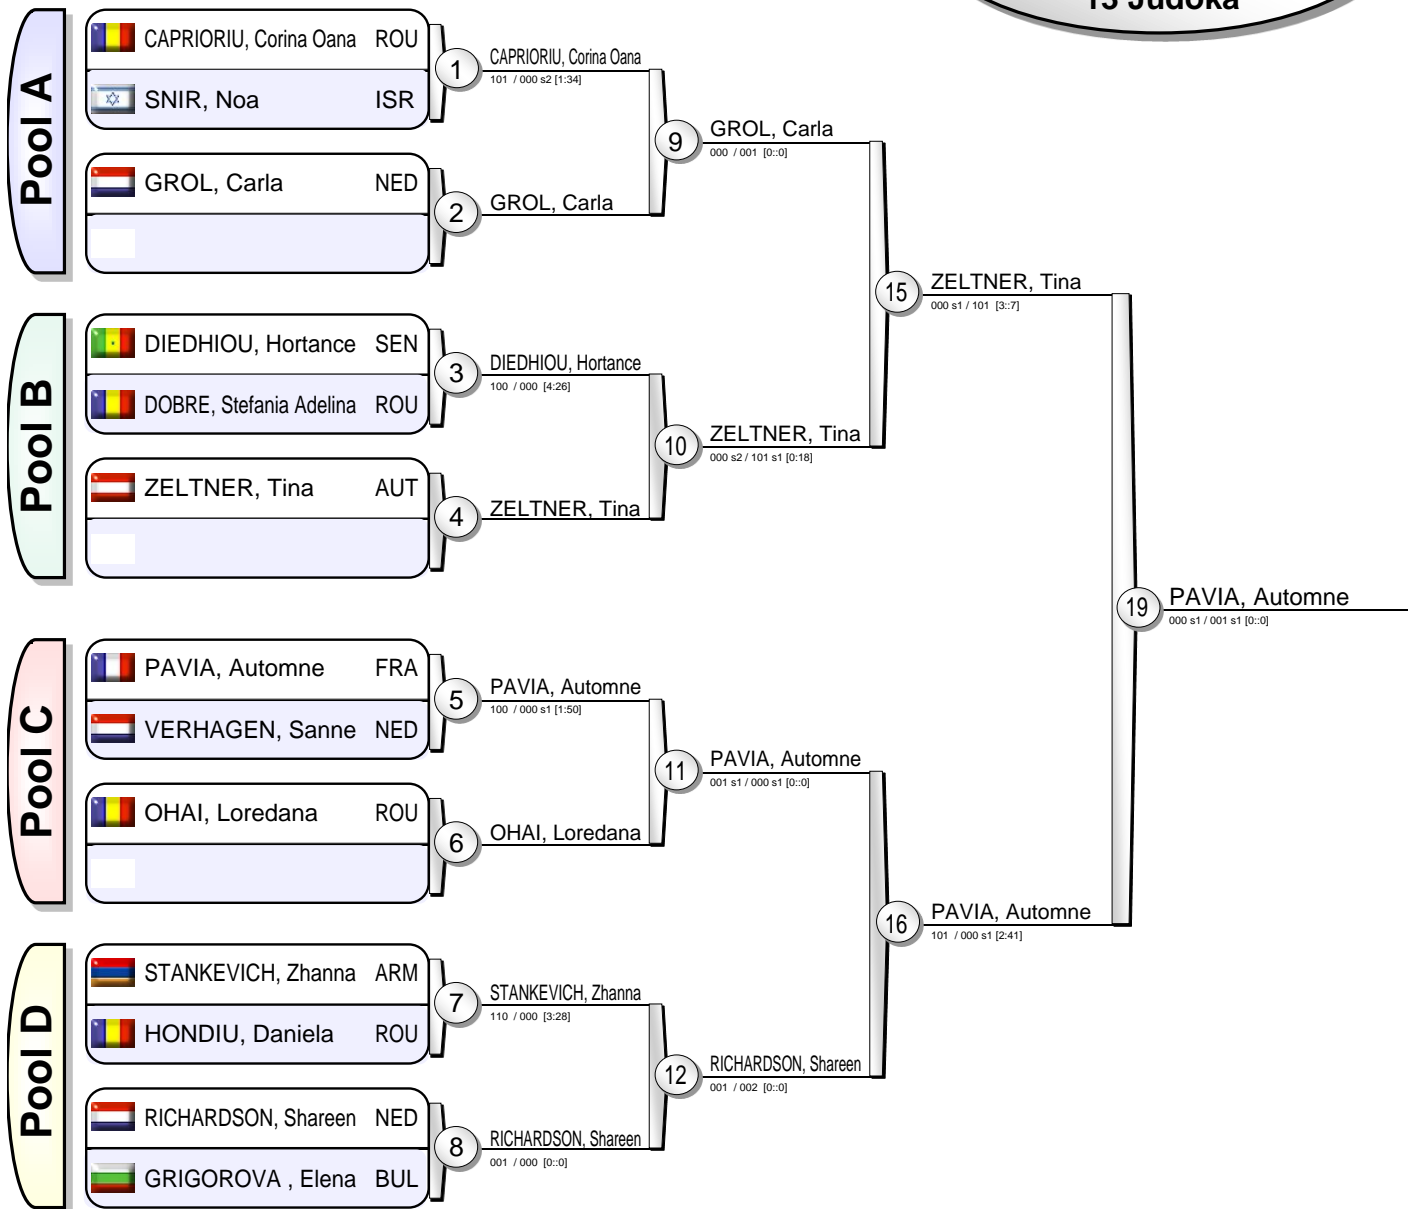 13 Judoka
Pool A
CAPRIORIU, Corina Oana ROU
SNIR, Noa ISR
1
CAPRIORIU, Corina Oana
101 / 000 s2 [1:34]
GROL, Carla NED
2
GROL, Carla
9
GROL, Carla
000 / 001 [0::0]
Pool B
DIEDHIOU, Hortance SEN
DOBRE, Stefania Adelina ROU
3
DIEDHIOU, Hortance
100 / 000 [4:26]
ZELTNER, Tina AUT
4
ZELTNER, Tina
10
ZELTNER, Tina
000 s2 / 101 s1 [0:18]
15
ZELTNER, Tina
000 s1 / 101 [3::7]
Pool C
PAVIA, Automne FRA
VERHAGEN, Sanne NED
5
PAVIA, Automne
100 / 000 s1 [1:50]
OHAI, Loredana ROU
6
OHAI, Loredana
11
PAVIA, Automne
001 s1 / 000 s1 [0::0]
Pool D
STANKEVICH, Zhanna ARM
HONDIU, Daniela ROU
7
STANKEVICH, Zhanna
110 / 000 [3:28]
RICHARDSON, Shareen NED
GRIGOROVA , Elena BUL
8
RICHARDSON, Shareen
001 / 000 [0::0]
12
RICHARDSON, Shareen
001 / 002 [0::0]
16
PAVIA, Automne
101 / 000 s1 [2:41]
19
PAVIA, Automne
000 s1 / 001 s1 [0::0]